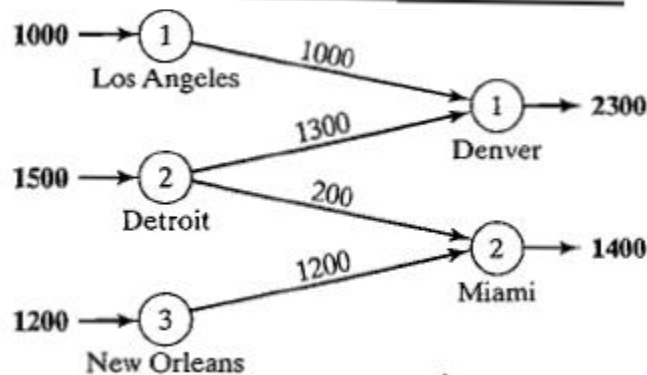 1000 1 1000
Los Angeles
1 2300
1300
Denver
1500 2
200
Detroit
2 1400
1200
Miami
1200 3
New Orleans